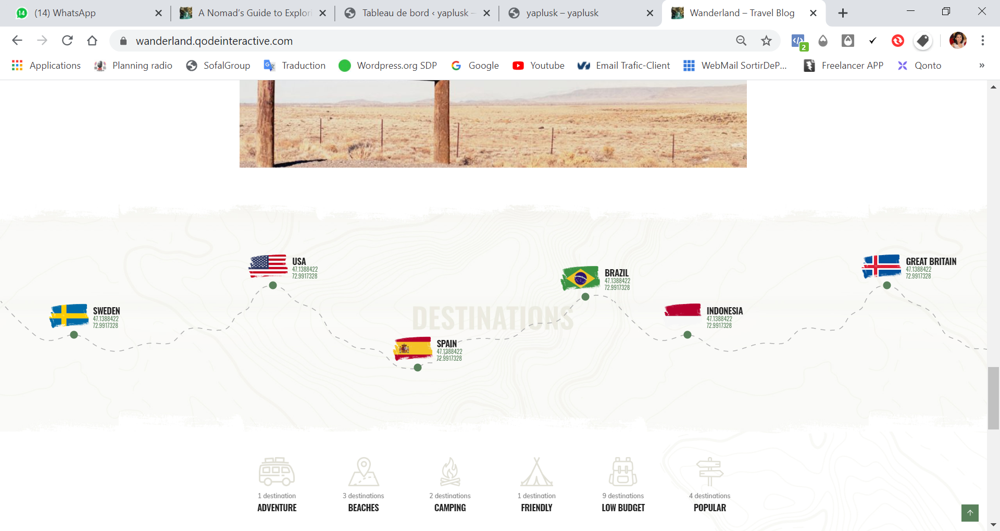 (14) WhatsApp
A Nomad's Guide to Explori
Tableau de bord ‹ yaplusk –
yaplusk – yaplusk
Wanderland – Travel Blog
14
wanderland.qodeinteractive.com
2
Applications
Planning radio
SofalGroup
Traduction
Wordpress.org SDP
Google
Youtube
Email Trafic-Client
WebMail SortirDeP...
Freelancer APP
Qonto
»
USA
47.1388422
72.9917328
GREAT BRITAIN
47.1388422
72.9917328
BRAZIL
47.1388422
72.9917328
SWEDEN
47.1388422
72.9917328
DESTINATIONS
INDONESIA
47.1388422
72.9917328
SPAIN
47.1388422
72.9917328
1 destination
ADVENTURE
3 destinations
BEACHES
2 destinations
CAMPING
1 destination
FRIENDLY
9 destinations
LOW BUDGET
4 destinations
POPULAR